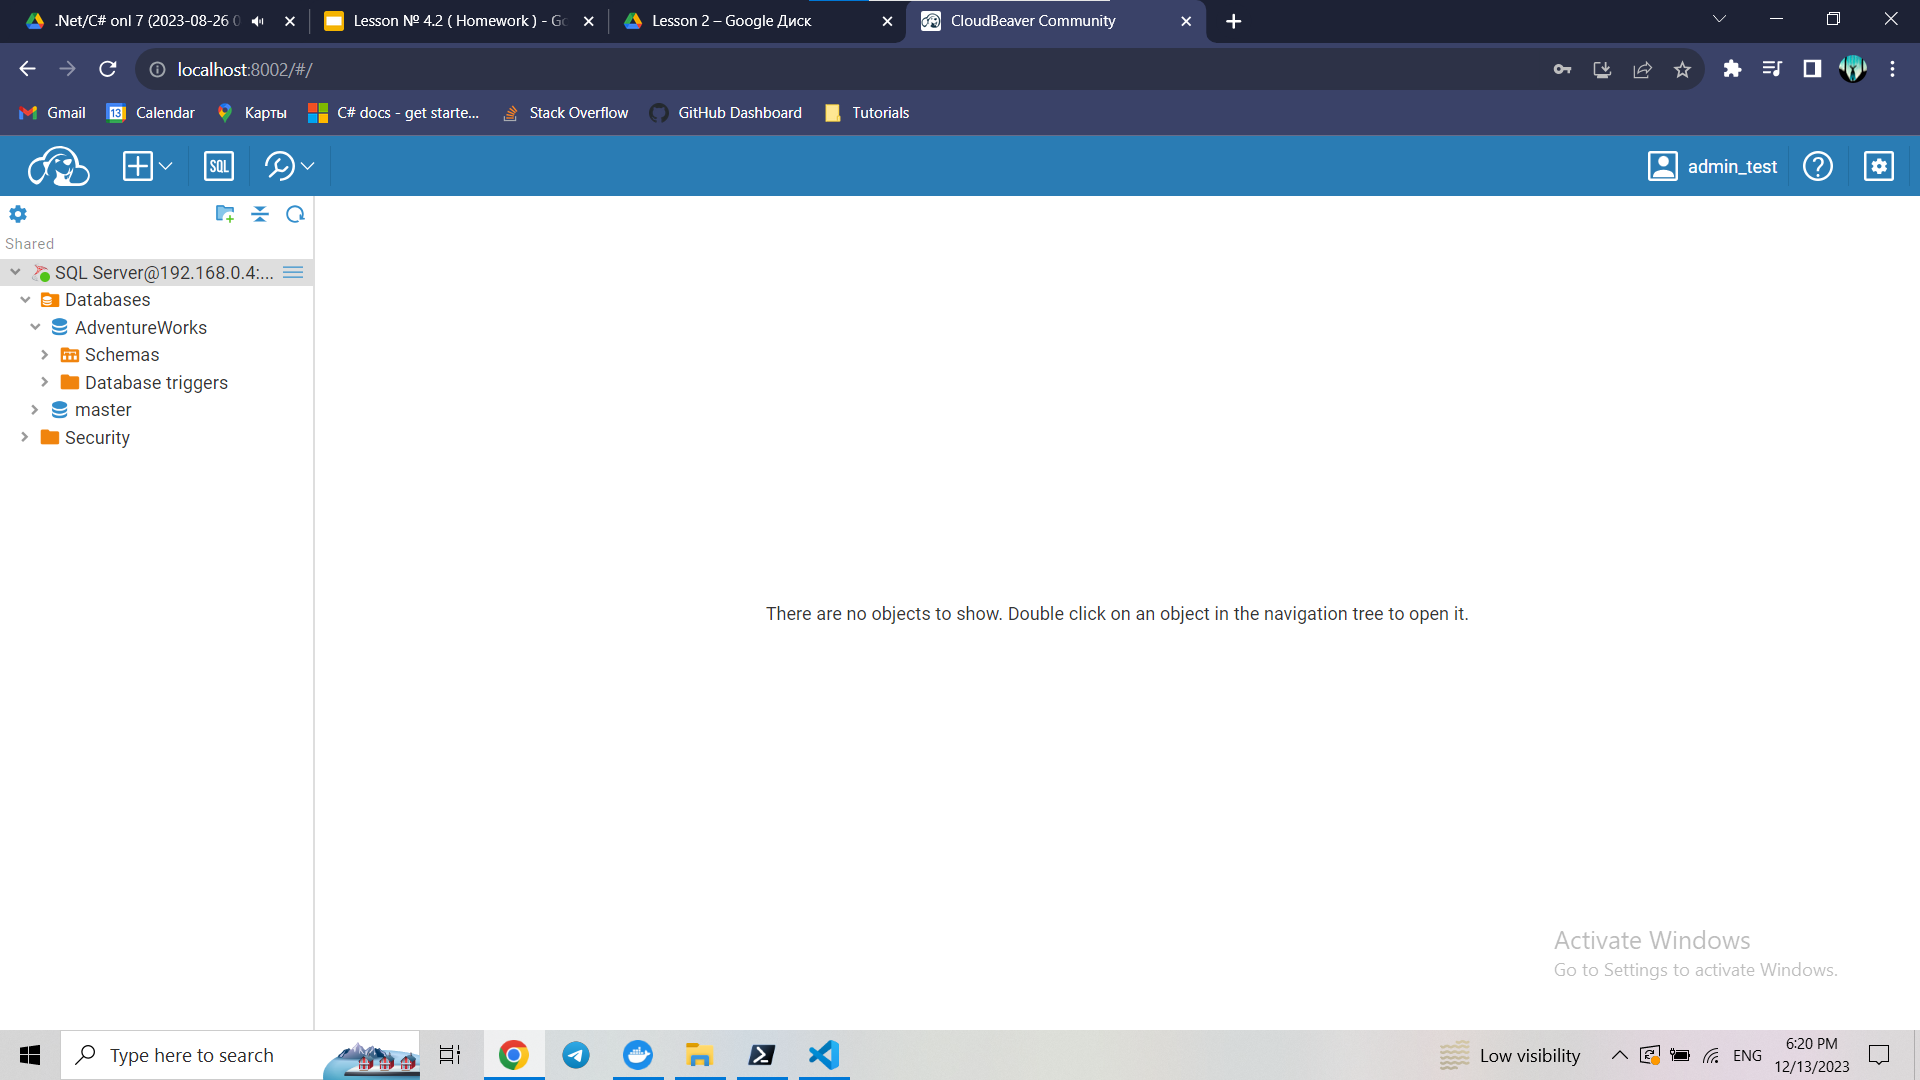 .Net/C# onl 7 (2023-08-26 0
Lesson № 4.2 ( Homework ) - Go
Lesson 2 – Google Диск
CloudBeaver Community
localhost:8002/#/
Gmail
13
Calendar
Карты
C# docs - get starte...
Stack Overflow
GitHub Dashboard
Tutorials
SQL
admin_test
Shared
SQL Server@192.168.0.4:...
Databases
AdventureWorks
Schemas
Database triggers
master
Security
There are no objects to show. Double click on an object in the navigation tree to open it.
Activate Windows
Go to Settings to activate Windows.
Type here to search
Low visibility
ENG
6:20 PM
12/13/2023